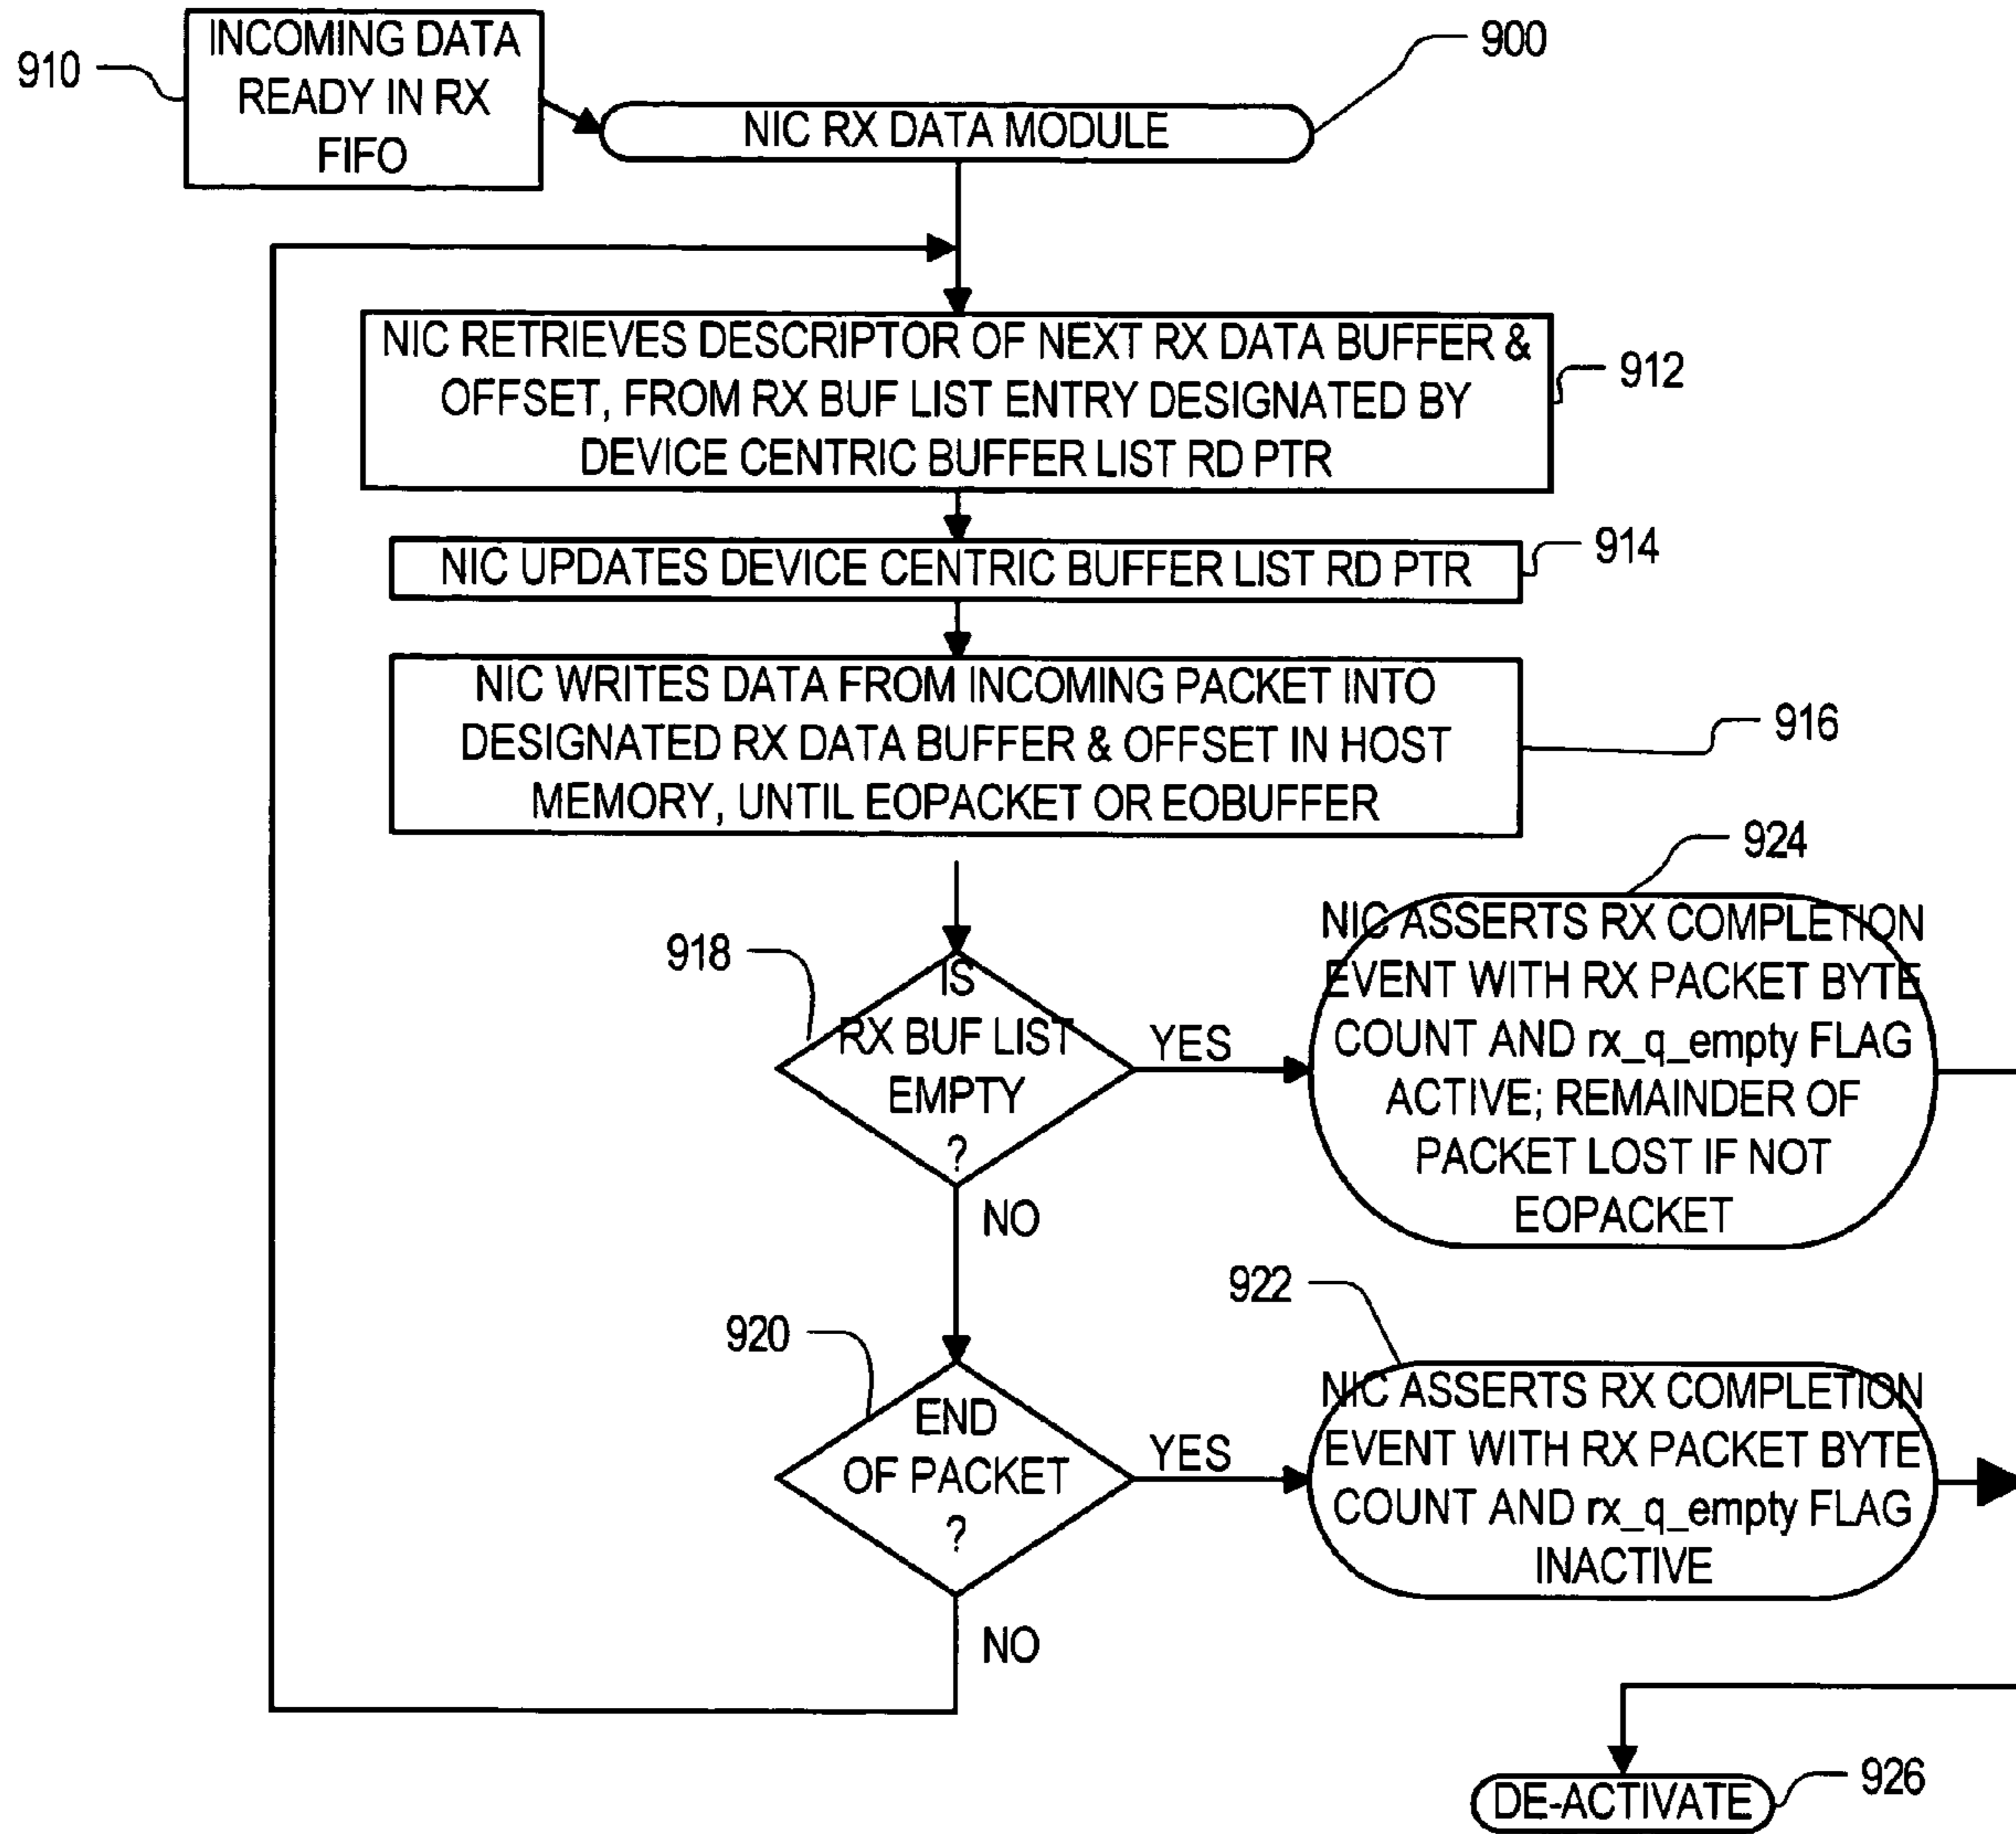 910
INCOMING DATA
READY IN RX
FIFO
900
NIC RX DATA MODULE
NIC RETRIEVES DESCRIPTOR OF NEXT RX DATA BUFFER &
OFFSET, FROM RX BUF LIST ENTRY DESIGNATED BY
DEVICE CENTRIC BUFFER LIST RD PTR
912
NIC UPDATES DEVICE CENTRIC BUFFER LIST RD PTR
914
NIC WRITES DATA FROM INCOMING PACKET INTO
DESIGNATED RX DATA BUFFER & OFFSET IN HOST
MEMORY, UNTIL EOPACKET OR EOBUFFER
916
918
IS
RX BUF LIST
EMPTY
?
YES
NO
924
NIC ASSERTS RX COMPLETION
EVENT WITH RX PACKET BYTE
COUNT AND rx_q_empty FLAG
ACTIVE; REMAINDER OF
PACKET LOST IF NOT
EOPACKET
920
END
OF PACKET
?
YES
NO
922
NIC ASSERTS RX COMPLETION
EVENT WITH RX PACKET BYTE
COUNT AND rx_q_empty FLAG
INACTIVE
DE-ACTIVATE
926